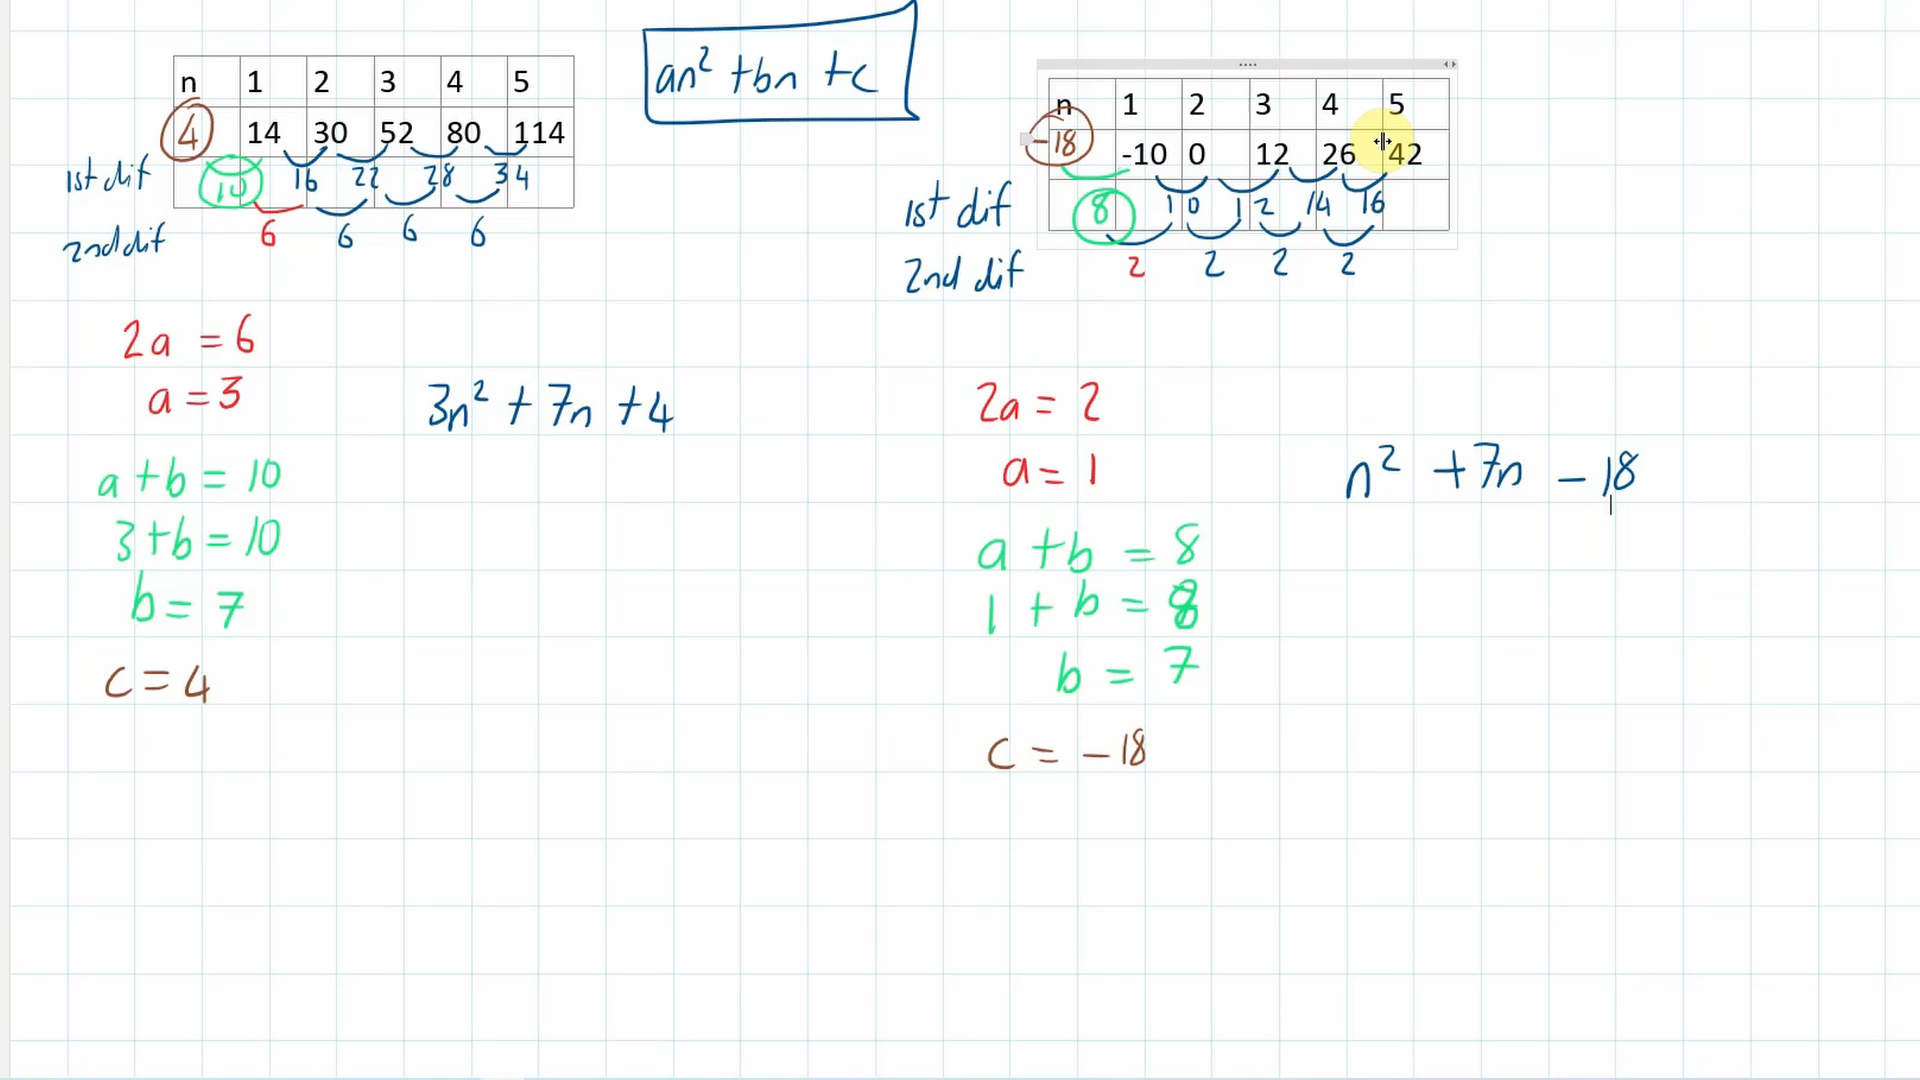 an² + bn + c
n 1 2 3 4 5
4 14 30 52 80 114
1st dif 10 16 22 28 34
2nd dif 6 6 6 6
2a = 6
a = 3
3n² + 7n + 4
a + b = 10
3 + b = 10
b = 7
c = 4
n 1 2 3 4 5
-18 -10 0 12 26 42
1st dif 8 10 12 14 16
2nd dif 2 2 2 2
2a = 2
a = 1
n² + 7n - 18
a + b = 8
1 + b = 8
b = 7
c = -18